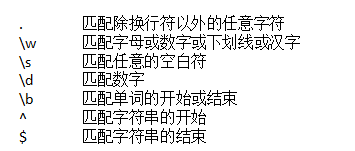 . 匹配除换行符以外的任意字符
\w 匹配字母或数字或下划线或汉字
\s 匹配任意的空白符
\d 匹配数字
\b 匹配单词的开始或结束
^ 匹配字符串的开始
$ 匹配字符串的结束